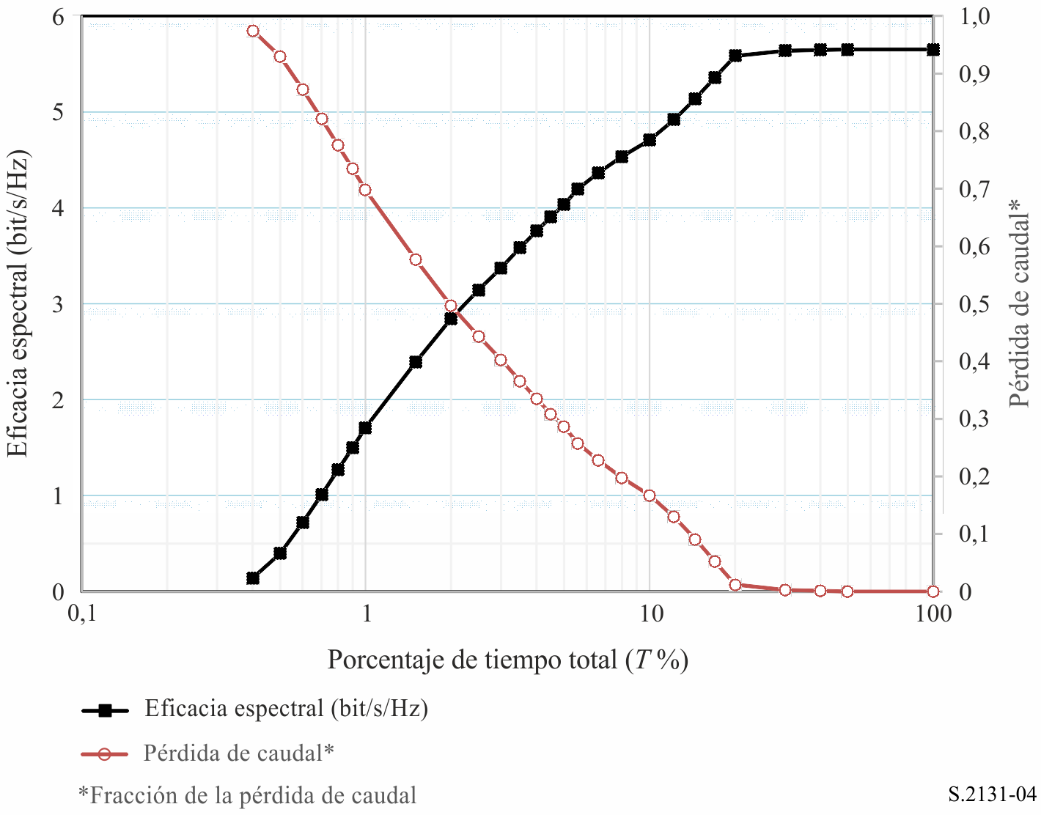 6
5
4
3
2
1
0
Eficacia espectral (bit/s/Hz)
1,0
0,9
0,8
0,7
0,6
0,5
0,4
0,3
0,2
0,1
0
Pérdida de caudal*
0,1 1 10 100
Porcentaje de tiempo total (T %)
Eficacia espectral (bit/s/Hz)
Pérdida de caudal*
*Fracción de la pérdida de caudal
S.2131-04